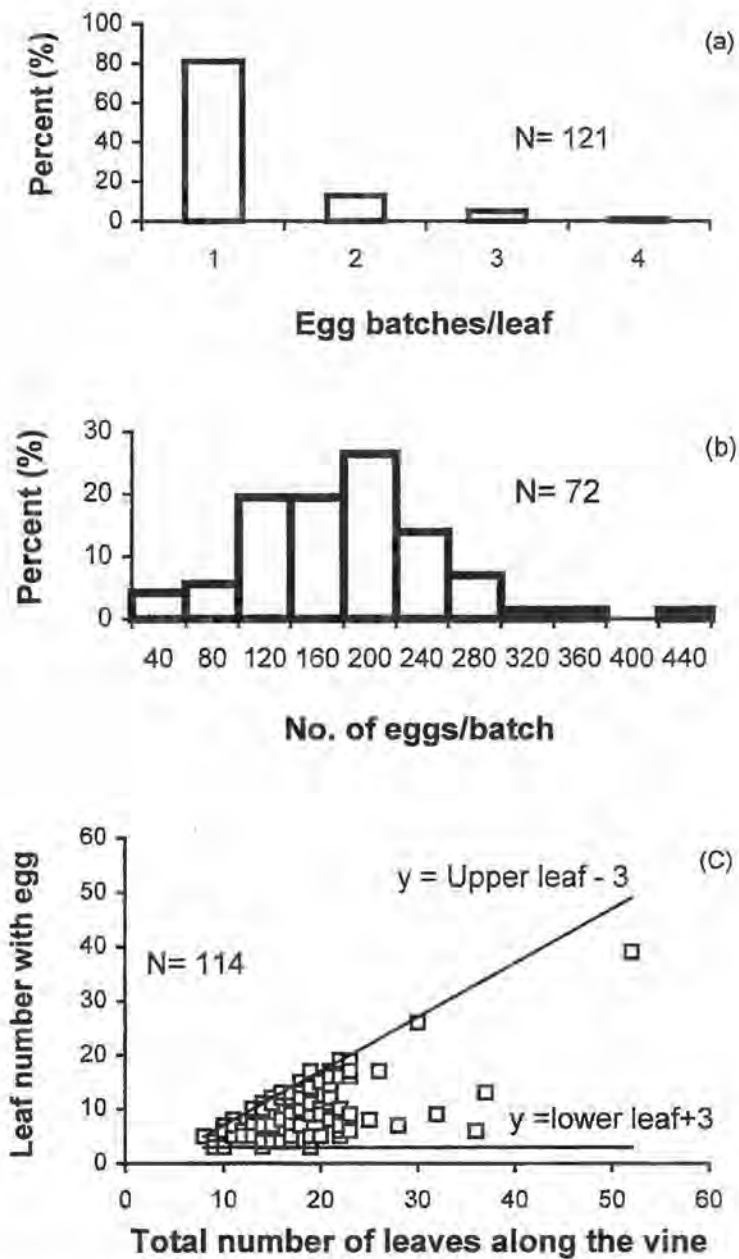 (a)
Percent (%)
100
80
60
40
20
0
N= 121
1 2 3 4
Egg batches/leaf
(b)
Percent (%)
30
20
10
0
N= 72
40 80 120 160 200 240 280 320 360 400 440
No. of eggs/batch
(C)
Leaf number with egg
60
50
40
30
20
10
0
y = Upper leaf - 3
N= 114
y =lower leaf+3
0 10 20 30 40 50 60
Total number of leaves along the vine